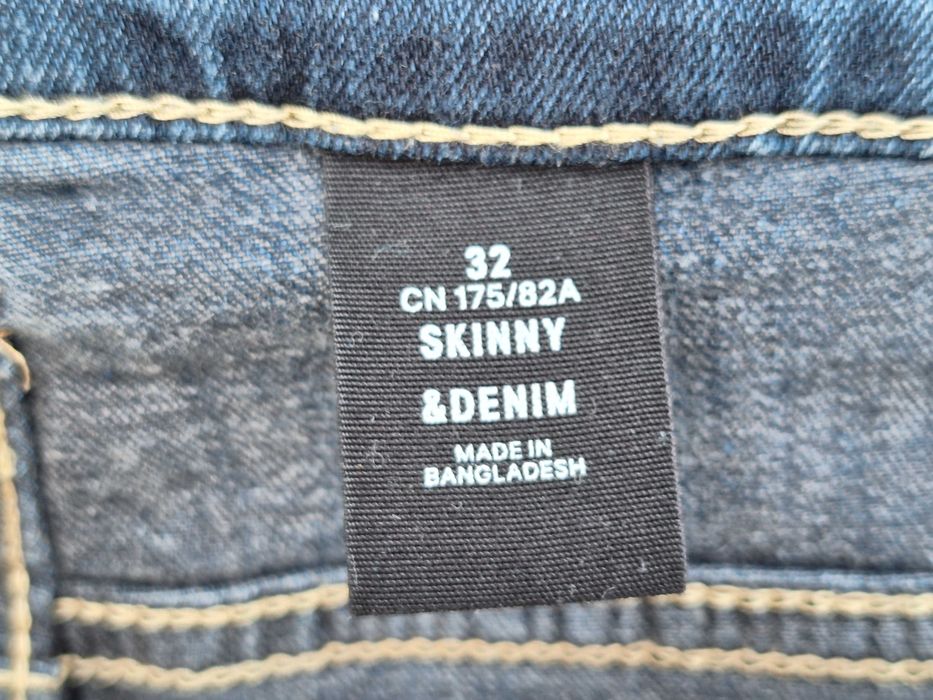 32
CN 175/82A
SKINNY
&DENIM
MADE IN
BANGLADESH